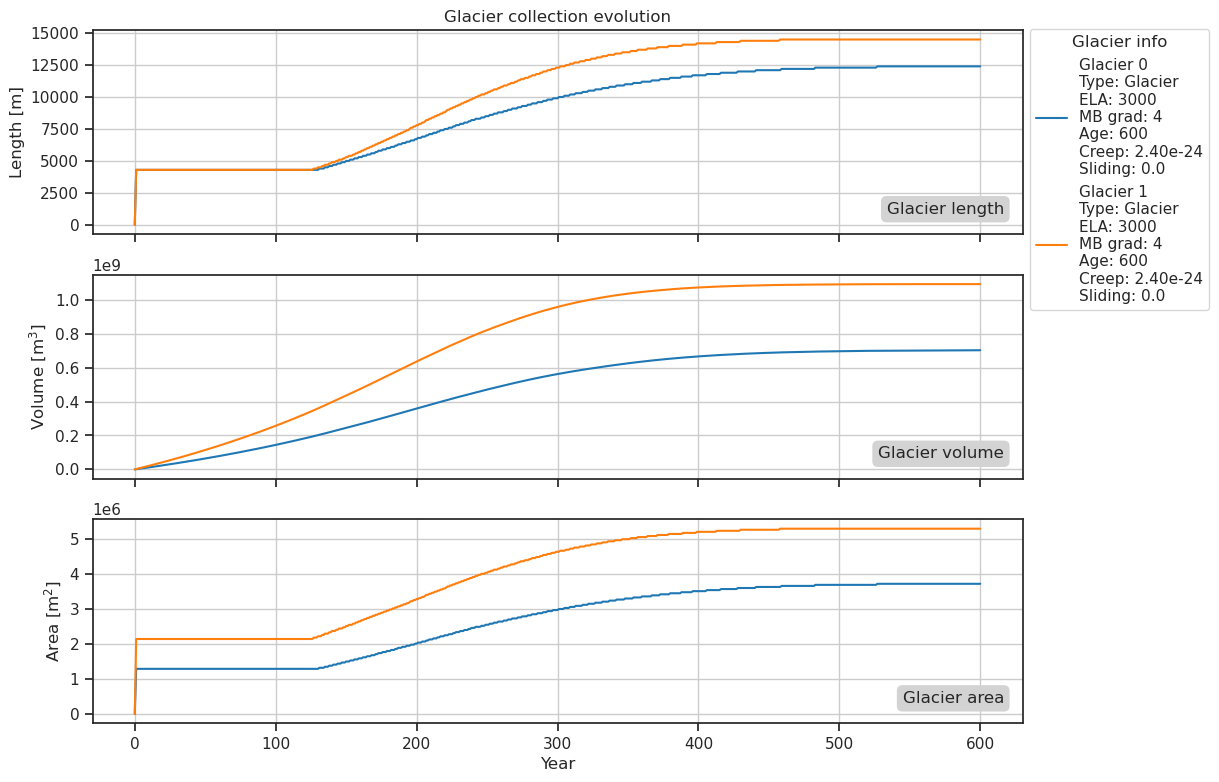 Glacier collection evolution
15000
12500
10000
7500
5000
2500
0
Length [m]
Glacier length
Glacier info
Glacier 0
Type: Glacier
ELA: 3000
MB grad: 4
Age: 600
Creep: 2.40e-24
Sliding: 0.0
Glacier 1
Type: Glacier
ELA: 3000
MB grad: 4
Age: 600
Creep: 2.40e-24
Sliding: 0.0
1e9
1.0
0.8
0.6
0.4
0.2
0.0
Volume [m³]
Glacier volume
1e6
5
4
3
2
1
0
Area [m²]
Glacier area
0 100 200 300 400 500 600
Year